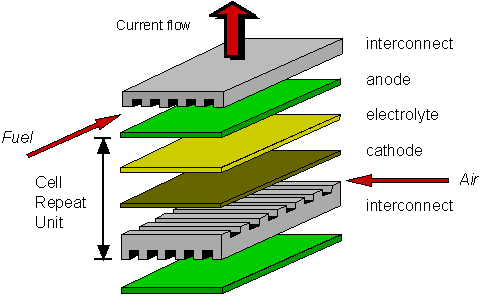 Current flow
interconnect
anode
electrolyte
Fuel
cathode
Cell
Repeat
Unit
Air
interconnect